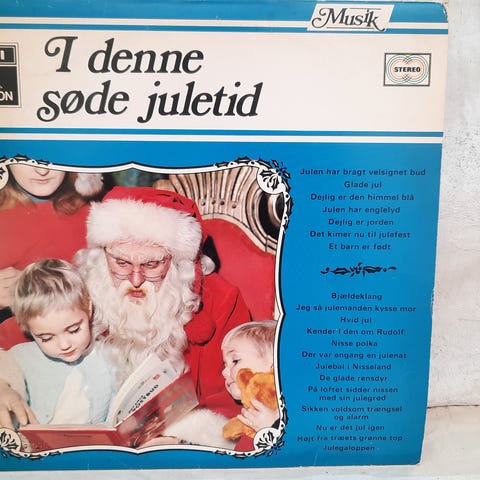 Musik
I denne
søde juletid
STEREO
Julen har bragt velsignet bud
Glade jul
Dejlig er den himmel blå
Julen har englelyd
Dejlig er jorden
Det kimer nu til julefest
Et barn er født
Bjældeklang
Jeg så julemanden kysse mor
Hvid jul
Kender I den om Rudolf
Nisse polka
Der var engang en julenat
Julebal i Nisseland
De glade rensdyr
På loftet sidder nissen
med sin julegrød
Sikken voldsom trængsel
og alarm
Nu er det jul igen
Højt fra træets grønne top
Julegaloppen